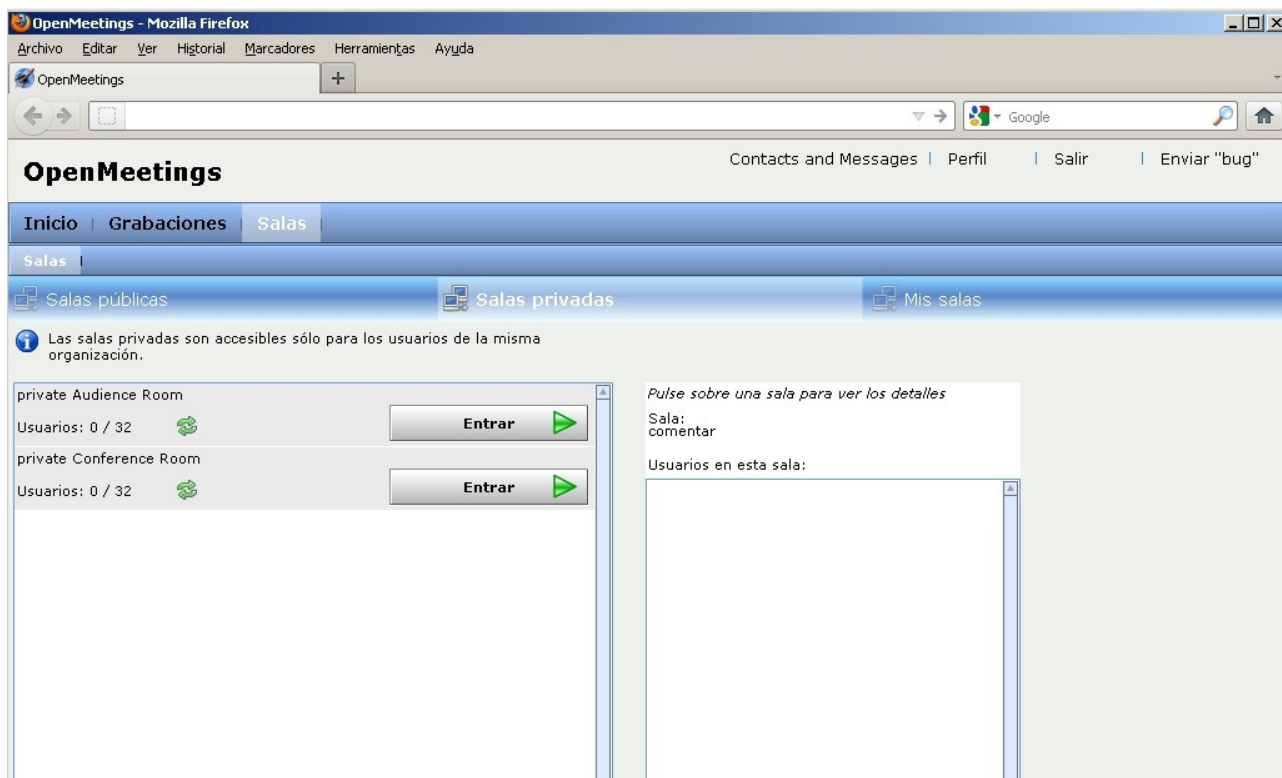 OpenMeetings - Mozilla Firefox
Archivo Editar Ver Historial Marcadores Herramientas Ayuda
OpenMeetings
Google
OpenMeetings
Contacts and Messages | Perfil | Salir | Enviar "bug"
Inicio | Grabaciones | Salas |
Salas |
Salas públicas
Salas privadas
Mis salas
Las salas privadas son accesibles sólo para los usuarios de la misma
organización.
private Audience Room
Usuarios: 0 / 32
Entrar
private Conference Room
Usuarios: 0 / 32
Entrar
Pulse sobre una sala para ver los detalles
Sala:
comentar
Usuarios en esta sala: